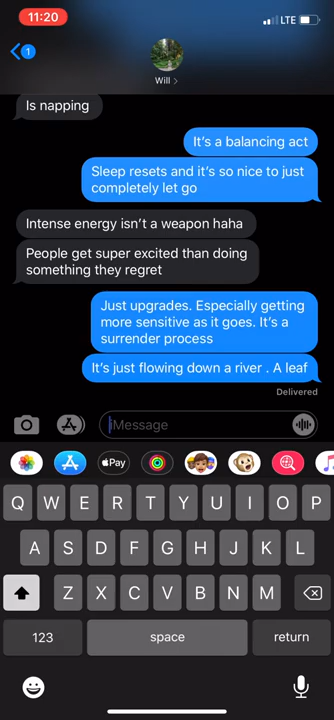 11:20
LTE
1
Will
Is napping
It's a balancing act
Sleep resets and it's so nice to just
completely let go
Intense energy isn't a weapon haha
People get super excited than doing
something they regret
Just upgrades. Especially getting
more sensitive as it goes. It's a
surrender process
It's just flowing down a river . A leaf
Delivered
iMessage
Pay
Q W E R T Y U I O P
A S D F G H J K L
Z X C V B N M
123 space return